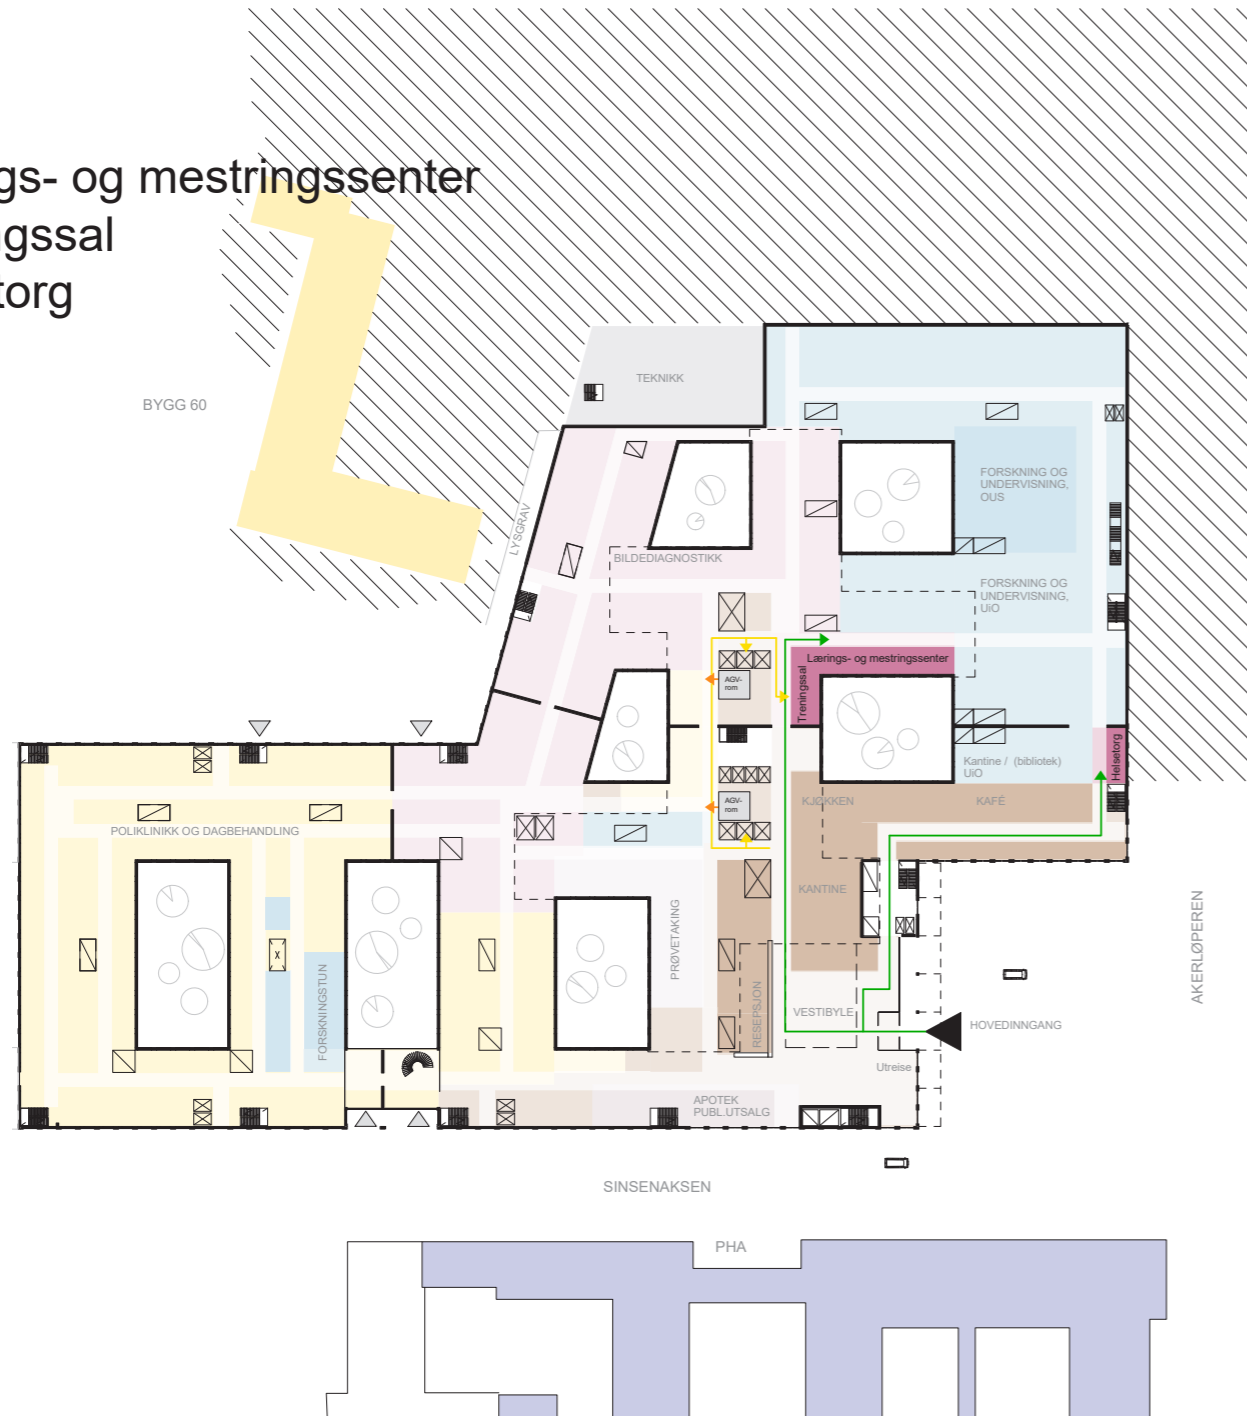 gs- og mestringssenter
ngssal
torg
BYGG 60
TEKNIKK
LYSGRAV
BILDEDIAGNOSTIKK
FORSKNING OG
UNDERVISNING,
OUS
FORSKNING OG
UNDERVISNING,
UiO
Lærings- og mestringssenter
Treningssal
AGV-
rom
Helsetorg
Kantine / (bibliotek)
UiO
KJØKKEN
KAFÉ
AGV-
rom
POLIKLINIKK OG DAGBEHANDLING
KANTINE
PRØVETAKING
X
FORSKNINGSTUN
RESEPSJON
VESTIBYLE
HOVEDINNGANG
AKERLØPEREN
Utreise
APOTEK
PUBL.UTSALG
SINSENAKSEN
PHA